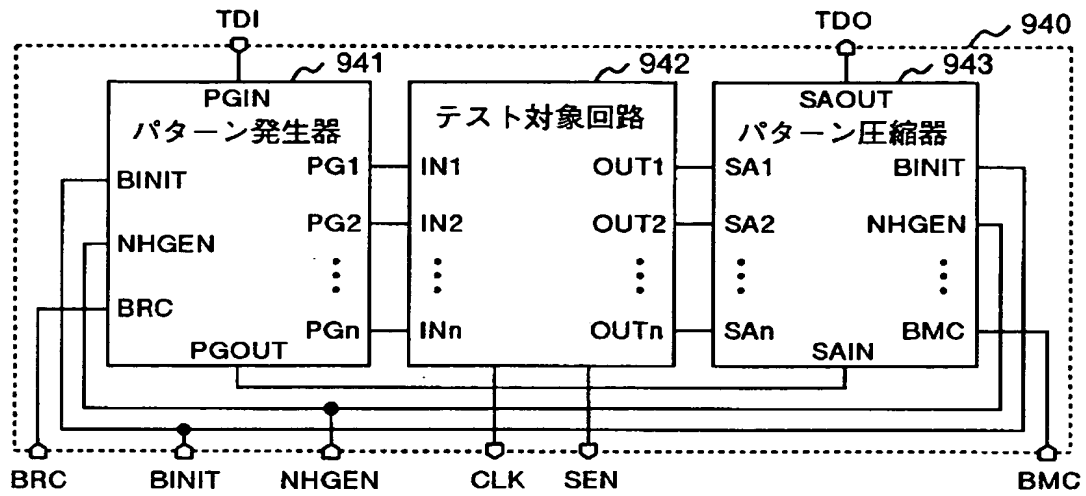 TDI
TDO
940
941
942
943
PGIN
パターン発生器
BINIT
NHGEN
BRC
PG1
PG2
PGn
PGOUT
テスト対象回路
IN1
IN2
INn
OUT1
OUT2
OUTn
SAOUT
パターン圧縮器
SA1
SA2
SAn
BINIT
NHGEN
BMC
SAIN
BRC
BINIT
NHGEN
CLK
SEN
BMC